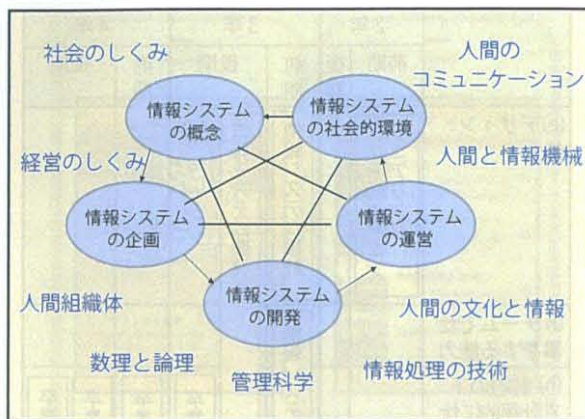 社会のしくみ
人間の
コミュニケーション
情報システム
の概念
情報システム
の社会的環境
経営のしくみ
人間と情報機械
情報システム
の企画
情報システム
の運営
人間組織体
情報システム
の開発
人間の文化と情報
数理と論理
管理科学
情報処理の技術